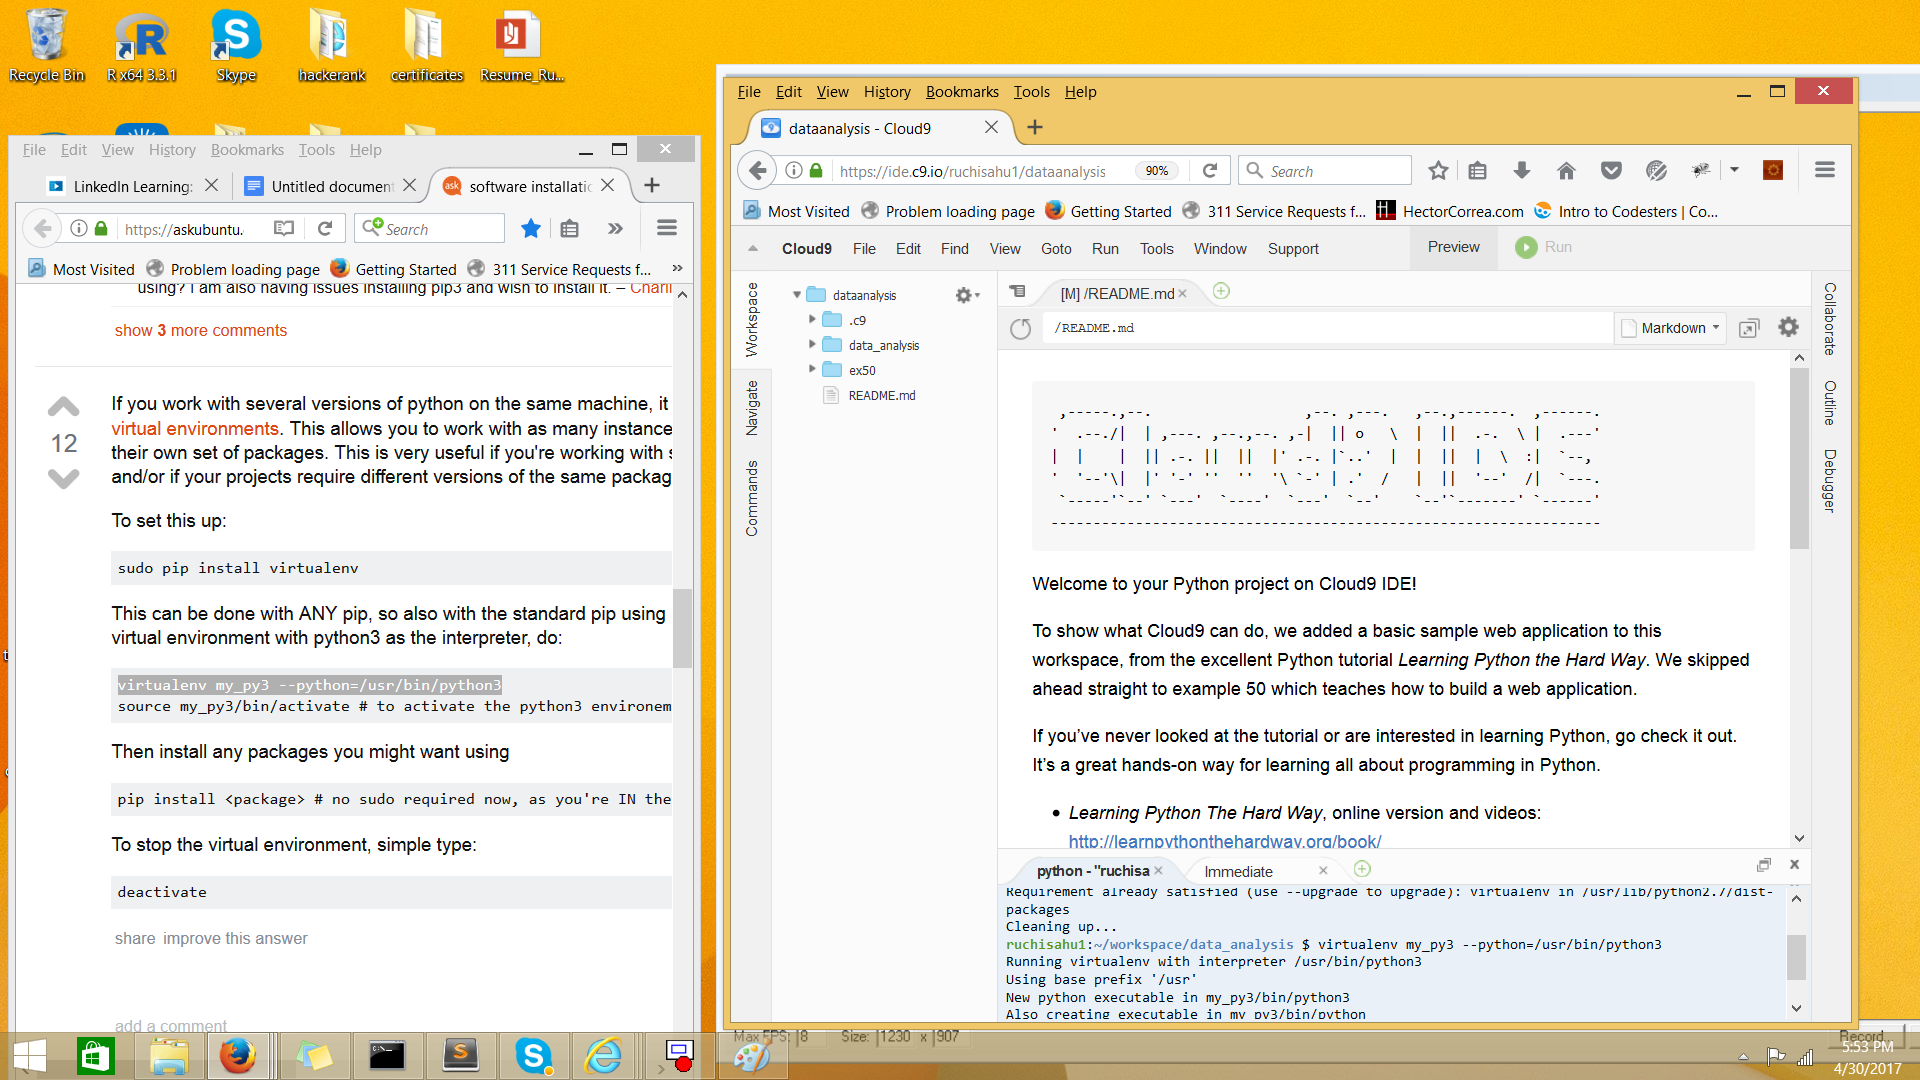 Recycle Bin
R x64 3.3.1
Skype
hackerank
certificates
Resume_Ru...
File Edit View History Bookmarks Tools Help
LinkedIn Learning:
Untitled document
ask software installatio
https://askubuntu.
Search
Most Visited Problem loading page Getting Started 311 Service Requests f... »
using? I am also having issues installing pip3 and wish to install it. – Charli
show 3 more comments
12
If you work with several versions of python on the same machine, it
virtual environments. This allows you to work with as many instance
their own set of packages. This is very useful if you're working with s
and/or if your projects require different versions of the same packag
To set this up:
sudo pip install virtualenv
This can be done with ANY pip, so also with the standard pip using
virtual environment with python3 as the interpreter, do:
virtualenv my_py3 --python=/usr/bin/python3
source my_py3/bin/activate # to activate the python3 environem
Then install any packages you might want using
pip install <package> # no sudo required now, as you're IN the
To stop the virtual environment, simple type:
deactivate
share improve this answer
add a comment
File Edit View History Bookmarks Tools Help
dataanalysis - Cloud9
https://ide.c9.io/ruchisahu1/dataanalysis
90%
Search
Most Visited Problem loading page Getting Started 311 Service Requests f... HectorCorrea.com Intro to Codesters | Co...
Cloud9 File Edit Find View Goto Run Tools Window Support Preview Run
Workspace
Navigate
Commands
dataanalysis
.c9
data_analysis
ex50
README.md
[M] /README.md
/README.md
Markdown
Collaborate
Outline
Debugger
Welcome to your Python project on Cloud9 IDE!
To show what Cloud9 can do, we added a basic sample web application to this
workspace, from the excellent Python tutorial Learning Python the Hard Way. We skipped
ahead straight to example 50 which teaches how to build a web application.
If you’ve never looked at the tutorial or are interested in learning Python, go check it out.
It’s a great hands-on way for learning all about programming in Python.
• Learning Python The Hard Way, online version and videos:
http://learnpythonthehardway.org/book/
python - "ruchisa
Immediate
Requirement already satisfied (use --upgrade to upgrade): virtualenv in /usr/lib/python2.7/dist-
packages
Cleaning up...
ruchisahu1:~/workspace/data_analysis $ virtualenv my_py3 --python=/usr/bin/python3
Running virtualenv with interpreter /usr/bin/python3
Using base prefix '/usr'
New python executable in my_py3/bin/python3
Also creating executable in my_py3/bin/python
Max FPS: 8 Size: 1230 x 907
Record
5:53 PM
4/30/2017